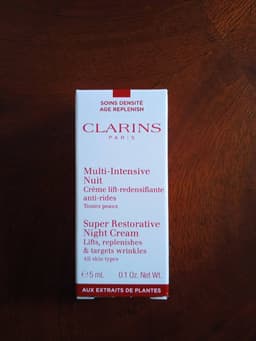 SOINS DENSITÉ
AGE REPLENISH
CLARINS
PARIS
Multi-Intensive
Nuit
Crème lift-redensifiante
anti-rides
Toutes peaux
Super Restorative
Night Cream
Lifts, replenishes
& targets wrinkles
All skin types
e 5 mL 0.1 Oz. Net Wt.
AUX EXTRAITS DE PLANTES